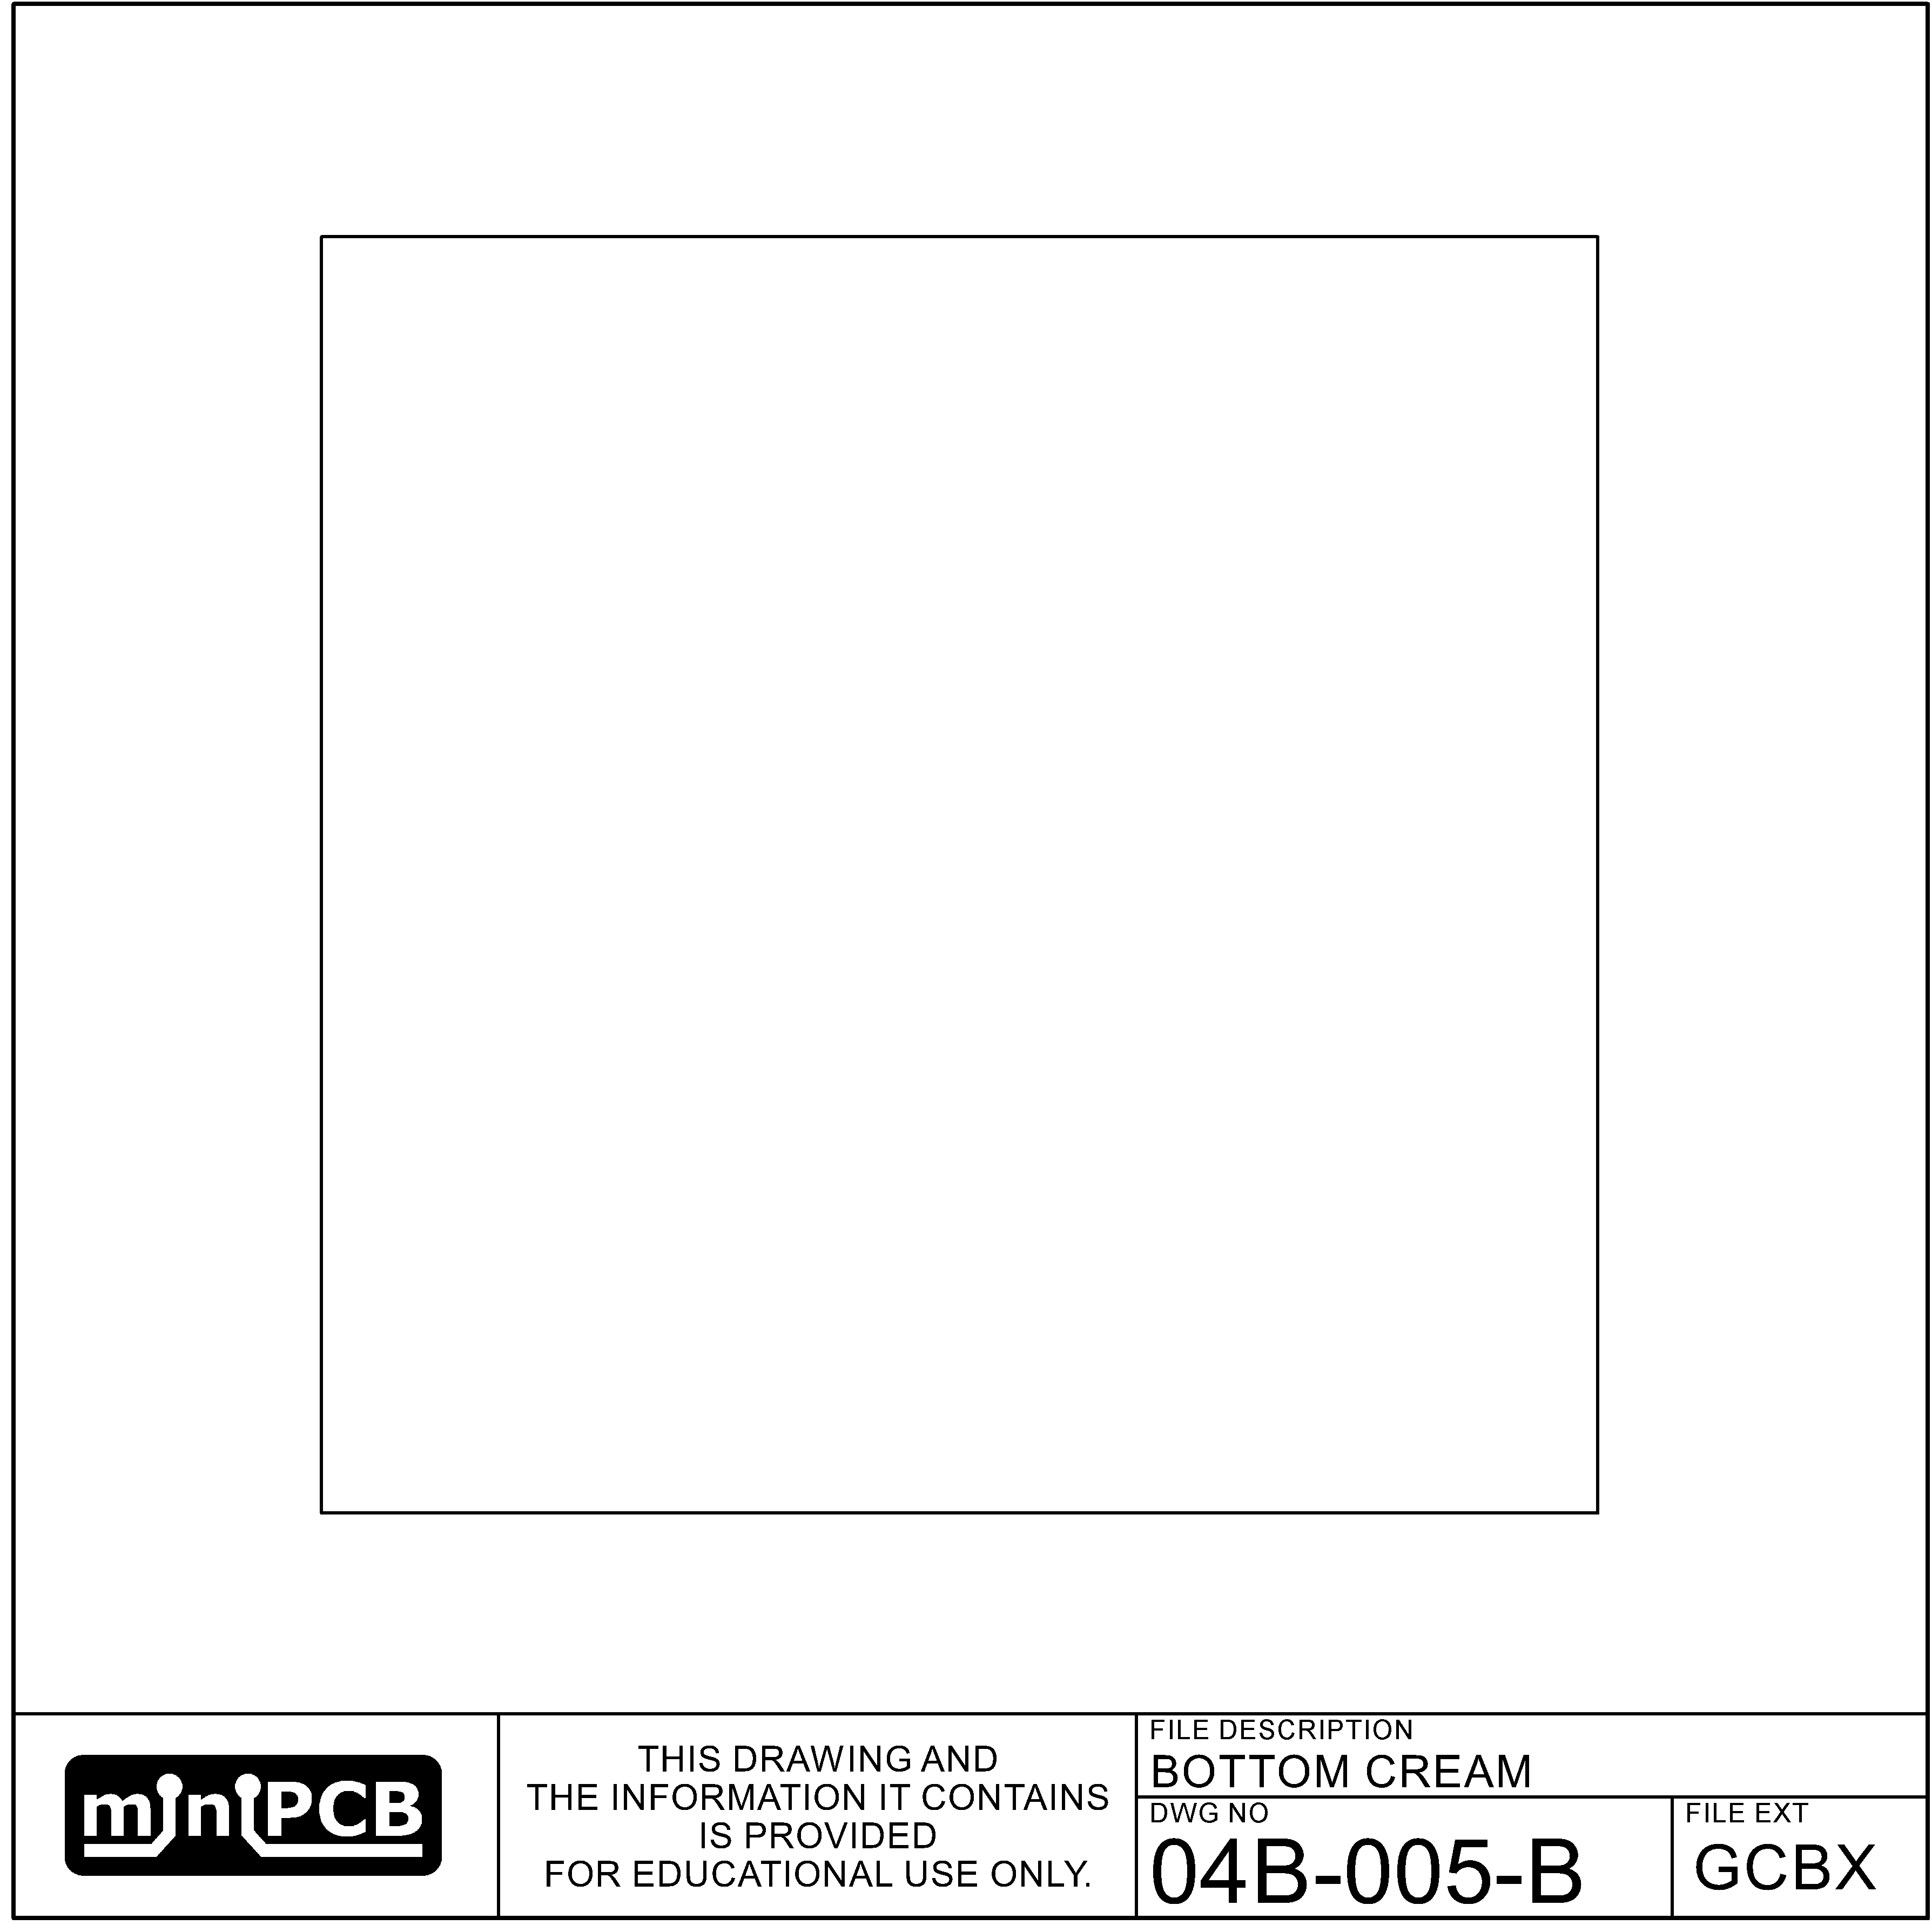 miniPCB
THIS DRAWING AND
THE INFORMATION IT CONTAINS
IS PROVIDED
FOR EDUCATIONAL USE ONLY.
FILE DESCRIPTION
BOTTOM CREAM
DWG NO
04B-005-B
FILE EXT
GCBX